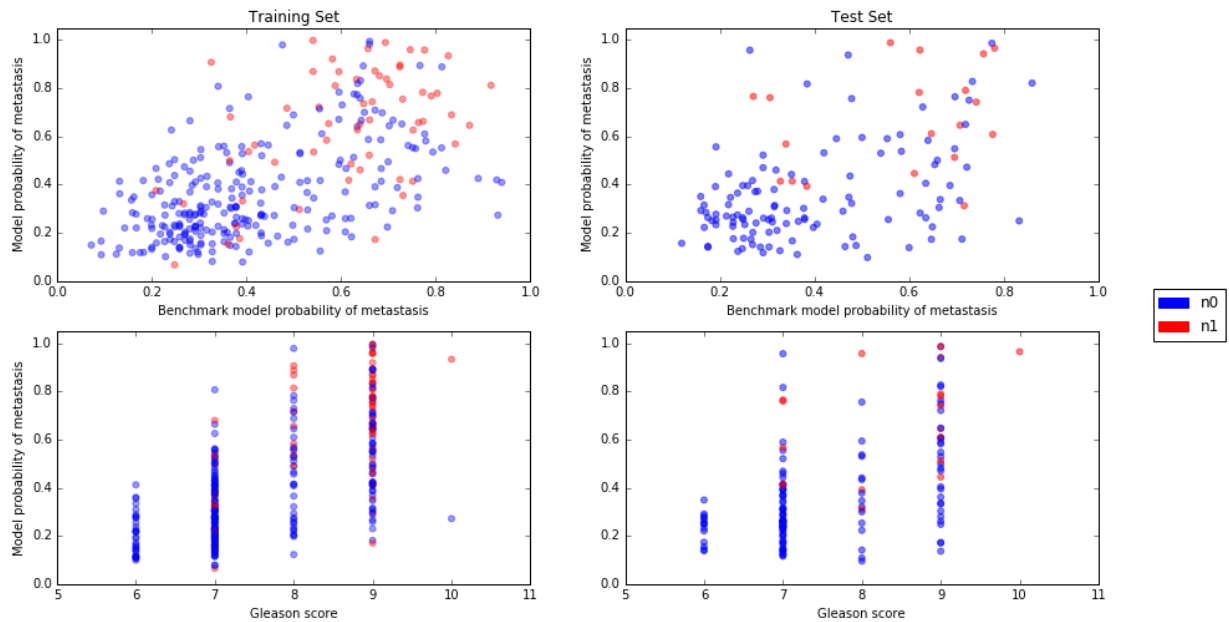 Training Set
Test Set
Model probability of metastasis
1.0
0.8
0.6
0.4
0.2
0.0
0.0 0.2 0.4 0.6 0.8 1.0
Benchmark model probability of metastasis
Model probability of metastasis
1.0
0.8
0.6
0.4
0.2
0.0
0.0 0.2 0.4 0.6 0.8 1.0
Benchmark model probability of metastasis
n0
n1
Model probability of metastasis
1.0
0.8
0.6
0.4
0.2
0.0
5 6 7 8 9 10 11
Gleason score
1.0
0.8
0.6
0.4
0.2
0.0
5 6 7 8 9 10 11
Gleason score